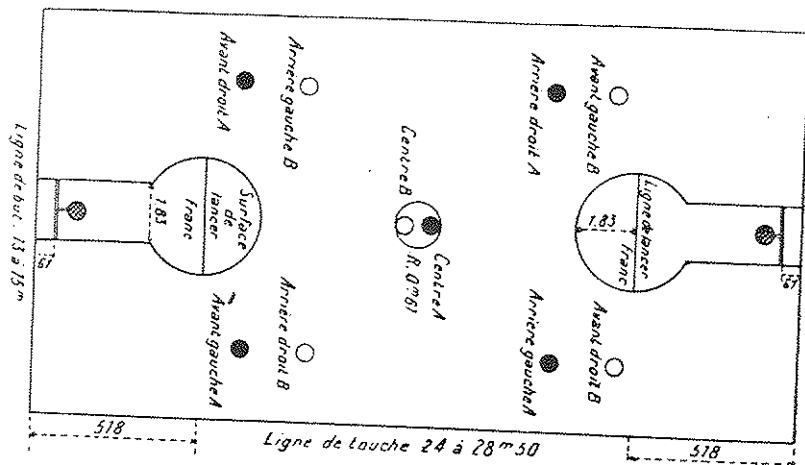 Avant droit A
Arrière gauche B
Arrière droit A
Avant gauche B
Centre B
Centre A
R. 0m61
Surface
de
lancer
franc
1.83
Ligne de lancer
franc
1.83
61
61
Ligne de but. 13 à 15m
Avant gauche A
Arrière droit B
Arrière gauche A
Avant droit B
518
Ligne de touche 24 à 28m50
518